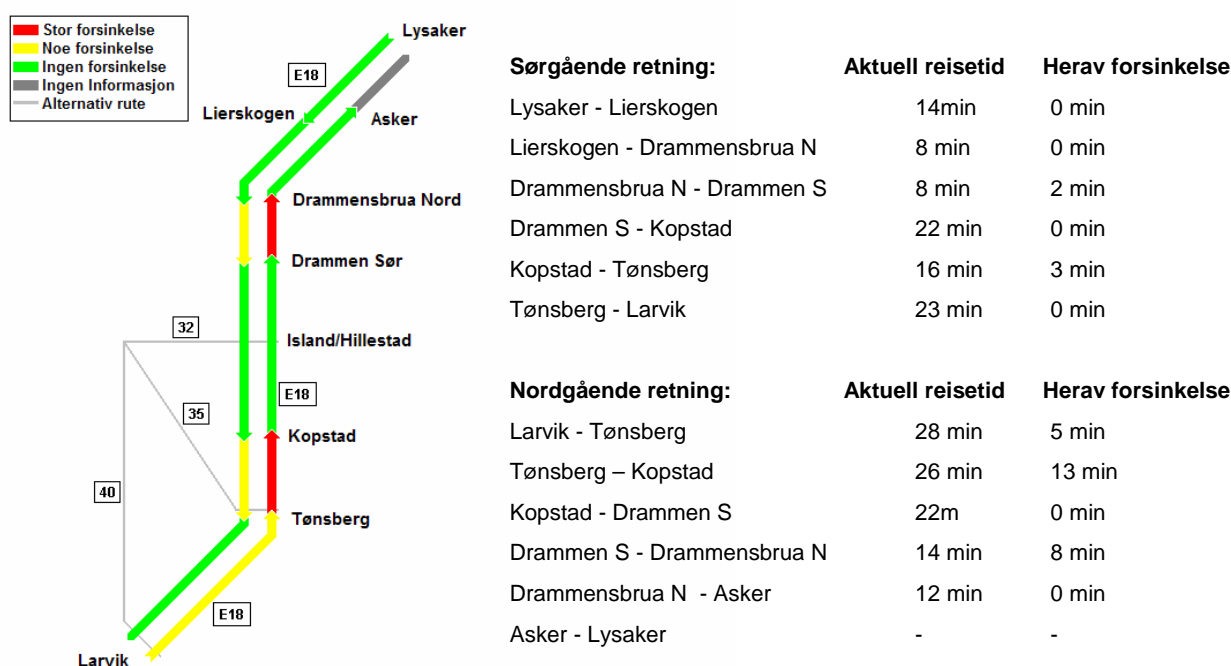 Stor forsinkelse
Noe forsinkelse
Ingen forsinkelse
Ingen Informasjon
Alternativ rute
Lysaker
E18
Lierskogen
Asker
Drammensbrua Nord
Drammen Sør
32
Island/Hillestad
E18
35
Kopstad
40
Tønsberg
E18
Larvik
Sørgående retning: Aktuell reisetid Herav forsinkelse
Lysaker - Lierskogen 14min 0 min
Lierskogen - Drammensbrua N 8 min 0 min
Drammensbrua N - Drammen S 8 min 2 min
Drammen S - Kopstad 22 min 0 min
Kopstad - Tønsberg 16 min 3 min
Tønsberg - Larvik 23 min 0 min
Nordgående retning: Aktuell reisetid Herav forsinkelse
Larvik - Tønsberg 28 min 5 min
Tønsberg – Kopstad 26 min 13 min
Kopstad - Drammen S 22m 0 min
Drammen S - Drammensbrua N 14 min 8 min
Drammensbrua N - Asker 12 min 0 min
Asker - Lysaker - -